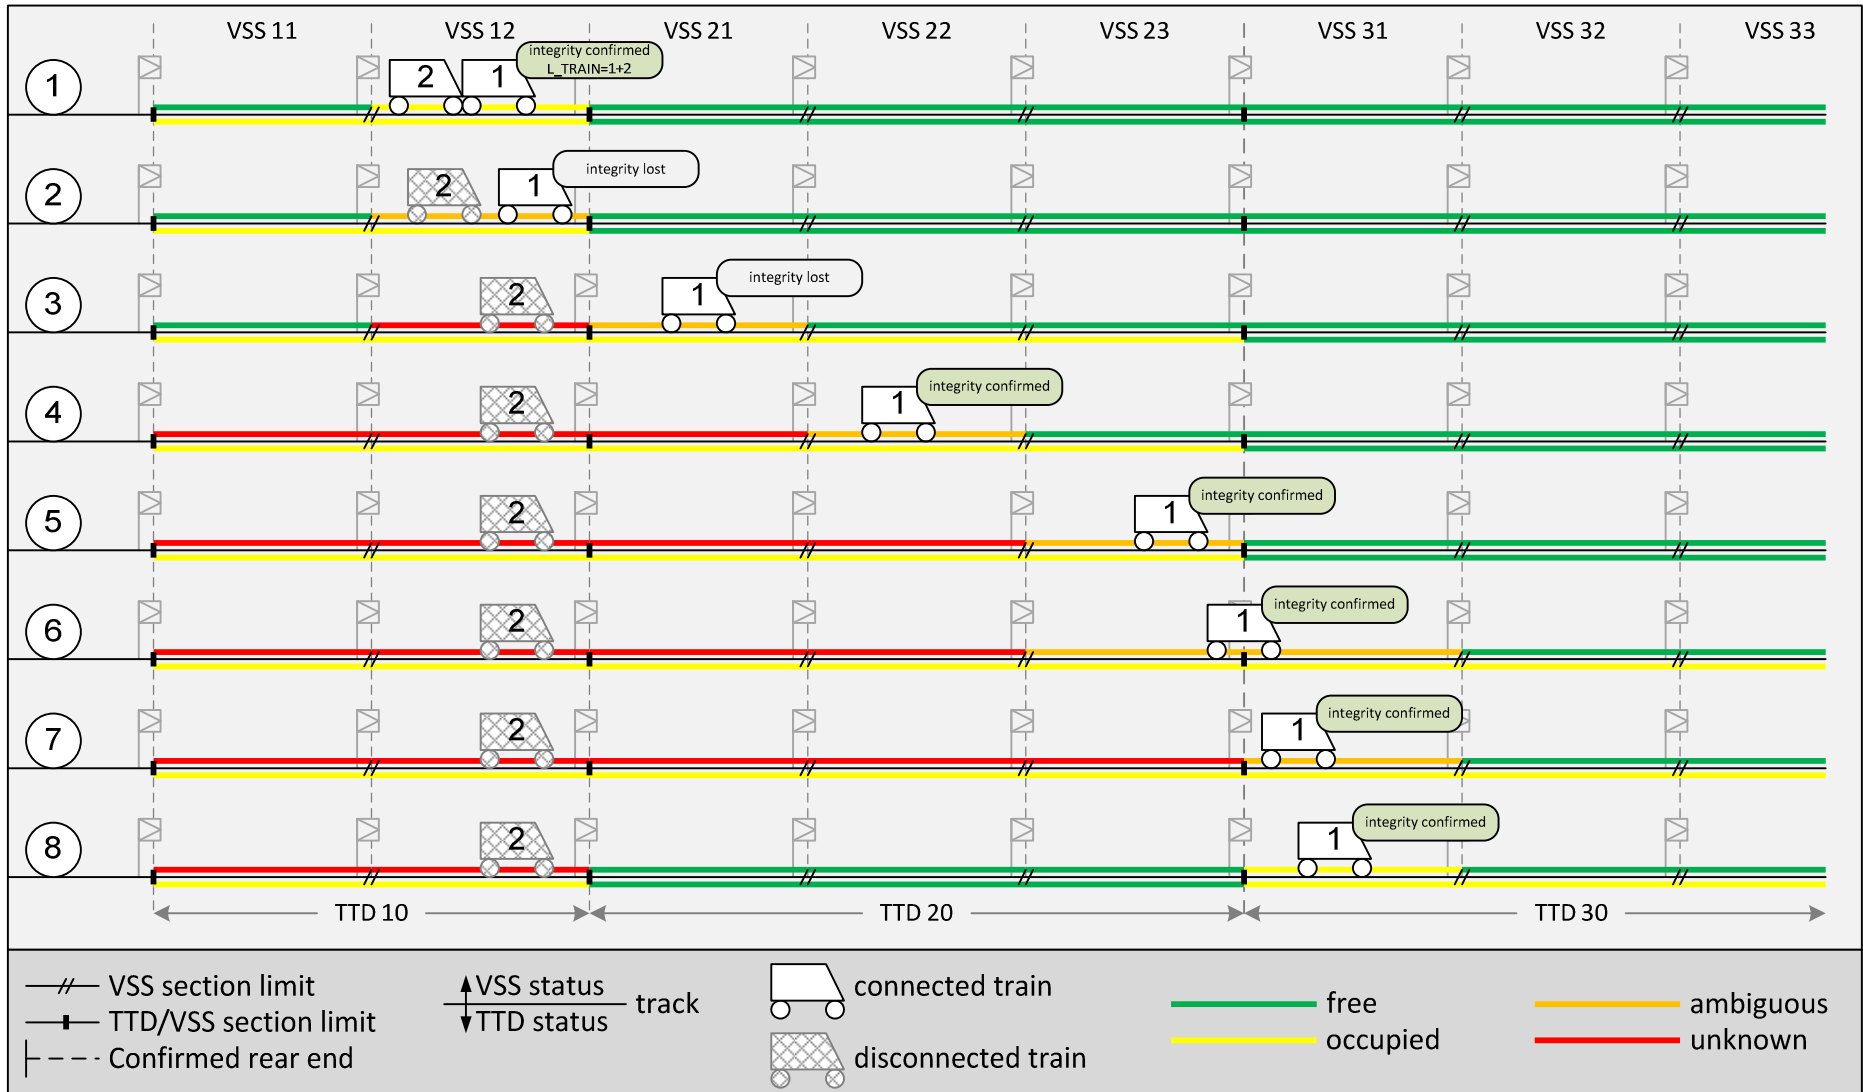 VSS 11 VSS 12 VSS 21 VSS 22 VSS 23 VSS 31 VSS 32 VSS 33
1 2 1 integrity confirmed
L_TRAIN=1+2
2 2 1 integrity lost
3 2 1 integrity lost
4 2 1 integrity confirmed
5 2 1 integrity confirmed
6 2 1 integrity confirmed
7 2 1 integrity confirmed
8 2 1 integrity confirmed
TTD 10 TTD 20 TTD 30
VSS section limit
TTD/VSS section limit
Confirmed rear end
VSS status
TTD status
track
connected train
disconnected train
free
occupied
ambiguous
unknown